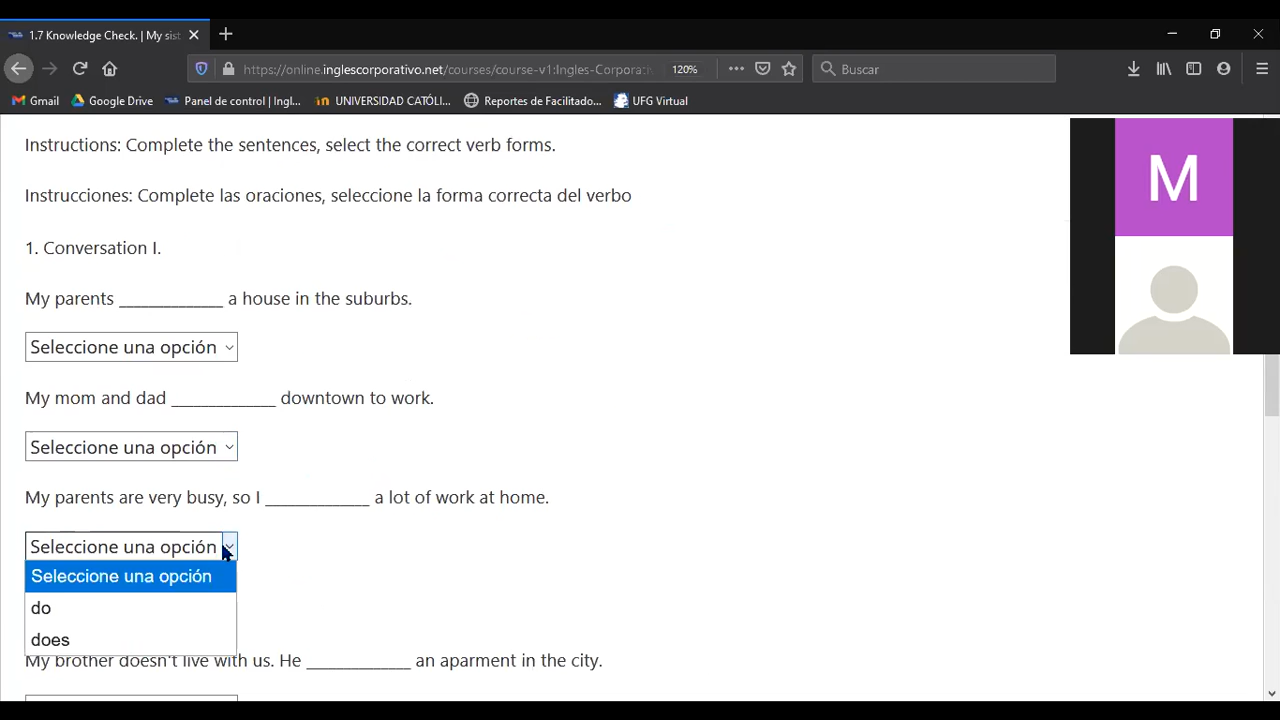 1.7 Knowledge Check. | My sist
https://online.inglescorporativo.net/courses/course-v1:Ingles-Corporati
120%
Buscar
Gmail
Google Drive
Panel de control | Ingl...
UNIVERSIDAD CATÓLI...
Reportes de Facilitado...
UFG Virtual
Instructions: Complete the sentences, select the correct verb forms.
Instrucciones: Complete las oraciones, seleccione la forma correcta del verbo
1. Conversation I.
My parents _____________ a house in the suburbs.
Seleccione una opción
My mom and dad _____________ downtown to work.
Seleccione una opción
My parents are very busy, so I _____________ a lot of work at home.
Seleccione una opción
Seleccione una opción
do
does
My brother doesn't live with us. He _____________ an aparment in the city.
M